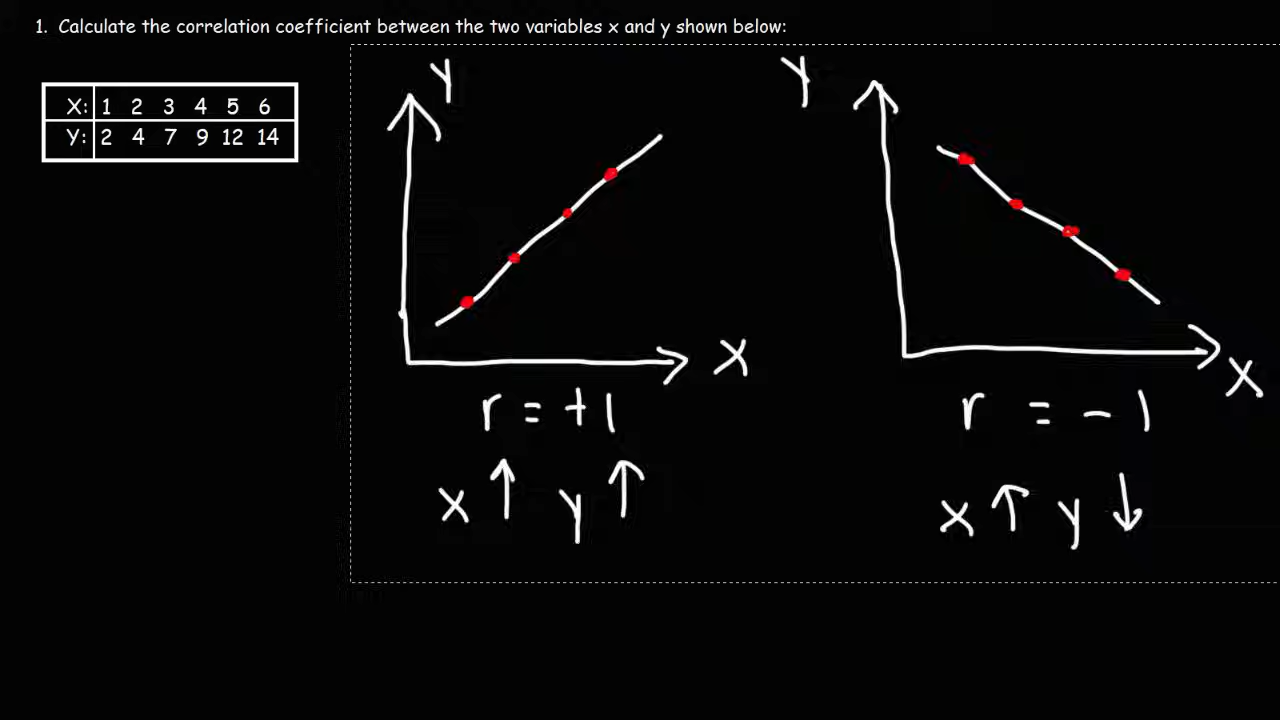 1. Calculate the correlation coefficient between the two variables x and y shown below:
X: 1 2 3 4 5 6
Y: 2 4 7 9 12 14
Y
X
r = +1
x ↑ y ↑
Y
X
r = - 1
x ↑ y ↓